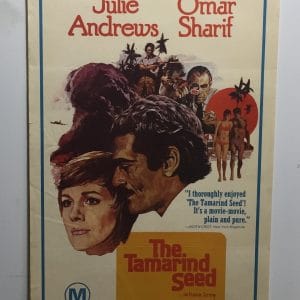 Julie Omar
Andrews Sharif
"I thoroughly enjoyed
'The Tamarind Seed'!
It's a movie-movie,
plain and pure."
The
Tamarind
Seed
M